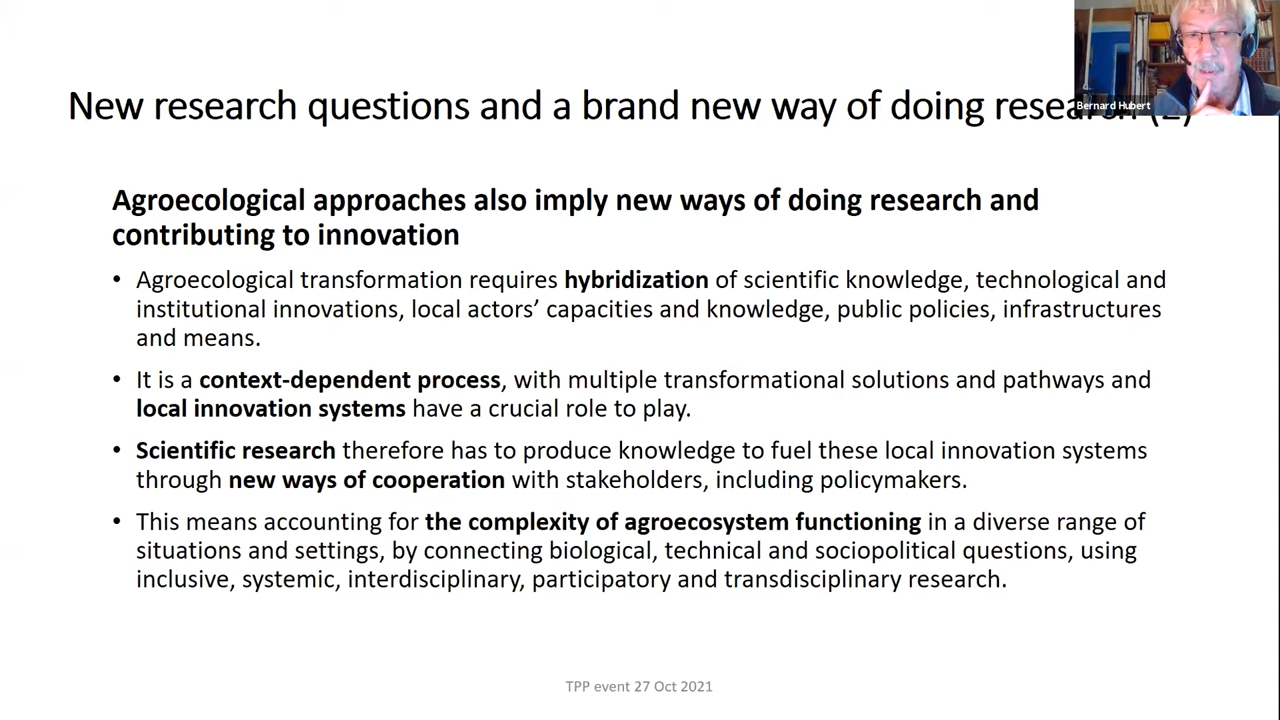 New research questions and a brand new way of doing research (2)
Bernard Hubert
Agroecological approaches also imply new ways of doing research and
contributing to innovation
• Agroecological transformation requires hybridization of scientific knowledge, technological and
institutional innovations, local actors’ capacities and knowledge, public policies, infrastructures
and means.
• It is a context-dependent process, with multiple transformational solutions and pathways and
local innovation systems have a crucial role to play.
• Scientific research therefore has to produce knowledge to fuel these local innovation systems
through new ways of cooperation with stakeholders, including policymakers.
• This means accounting for the complexity of agroecosystem functioning in a diverse range of
situations and settings, by connecting biological, technical and sociopolitical questions, using
inclusive, systemic, interdisciplinary, participatory and transdisciplinary research.
TPP event 27 Oct 2021